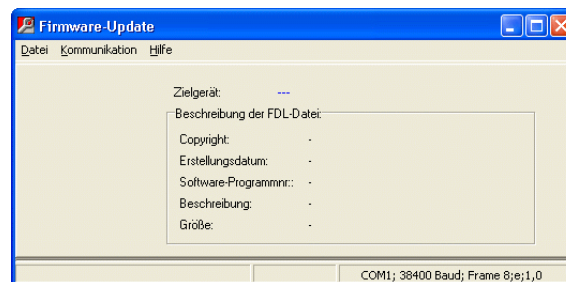 Firmware-Update
Datei Kommunikation Hilfe
Zielgerät: ---
Beschreibung der FDL-Datei:
Copyright: -
Erstellungsdatum: -
Software-Programmnr.: -
Beschreibung: -
Größe: -
COM1; 38400 Baud; Frame 8;e;1,0